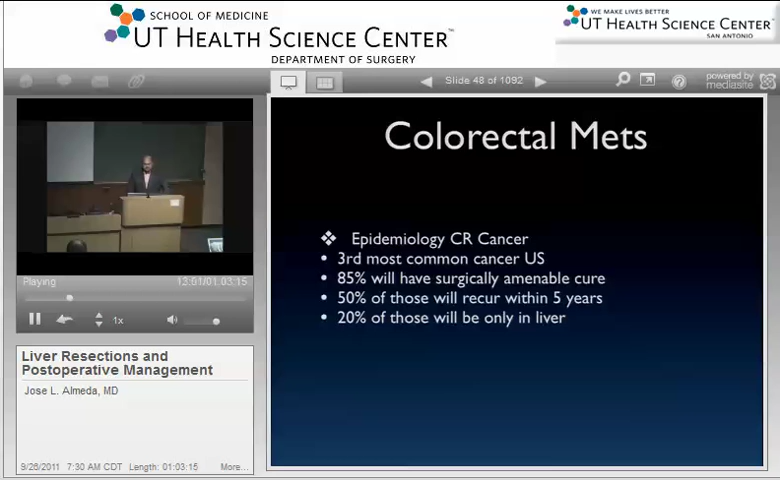 SCHOOL OF MEDICINE
UT HEALTH SCIENCE CENTER™
DEPARTMENT OF SURGERY
WE MAKE LIVES BETTER
UT HEALTH SCIENCE CENTER
SAN ANTONIO
Slide 48 of 1092
powered by
mediasite
Colorectal Mets
❖ Epidemiology CR Cancer
• 3rd most common cancer US
• 85% will have surgically amenable cure
• 50% of those will recur within 5 years
• 20% of those will be only in liver
Playing
13:01/01:03:15
1x
Liver Resections and
Postoperative Management
Jose L. Almeda, MD
9/26/2011 7:30 AM CDT Length: 01:03:15 More...